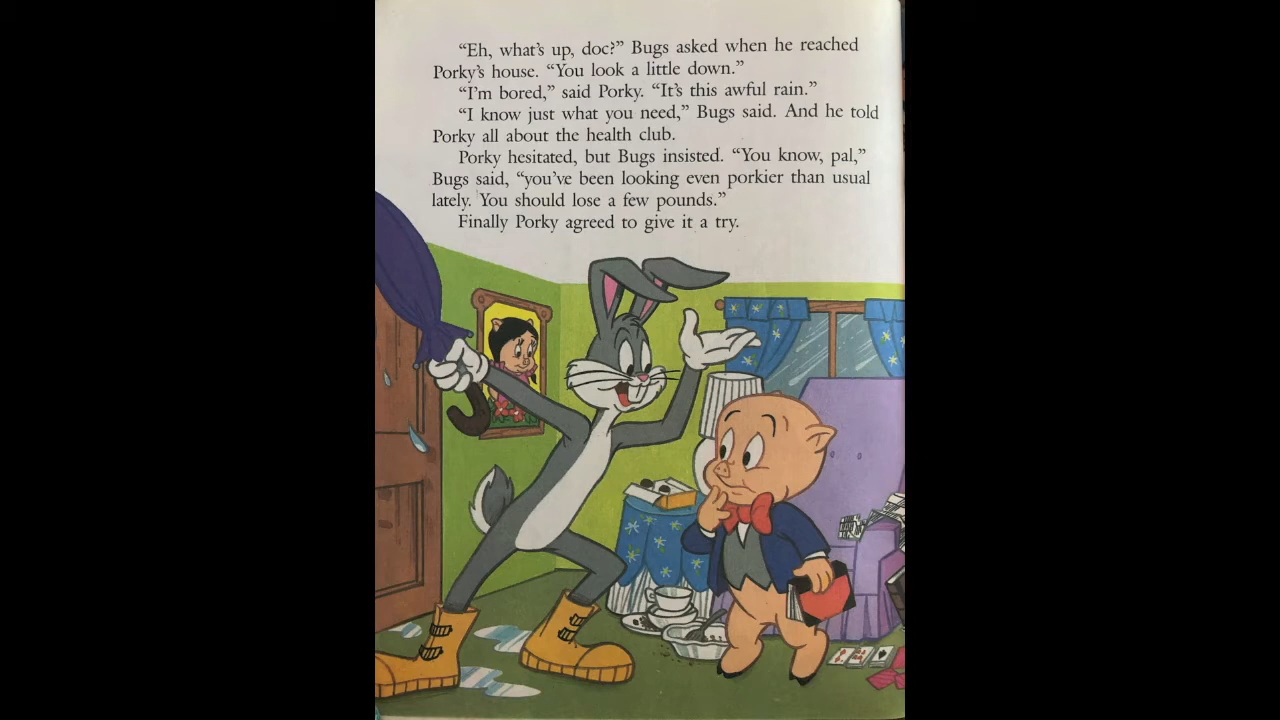 “Eh, what’s up, doc?” Bugs asked when he reached
Porky’s house. “You look a little down.”
“I’m bored,” said Porky. “It’s this awful rain.”
“I know just what you need,” Bugs said. And he told
Porky all about the health club.
Porky hesitated, but Bugs insisted. “You know, pal,”
Bugs said, “you’ve been looking even porkier than usual
lately. You should lose a few pounds.”
Finally Porky agreed to give it a try.